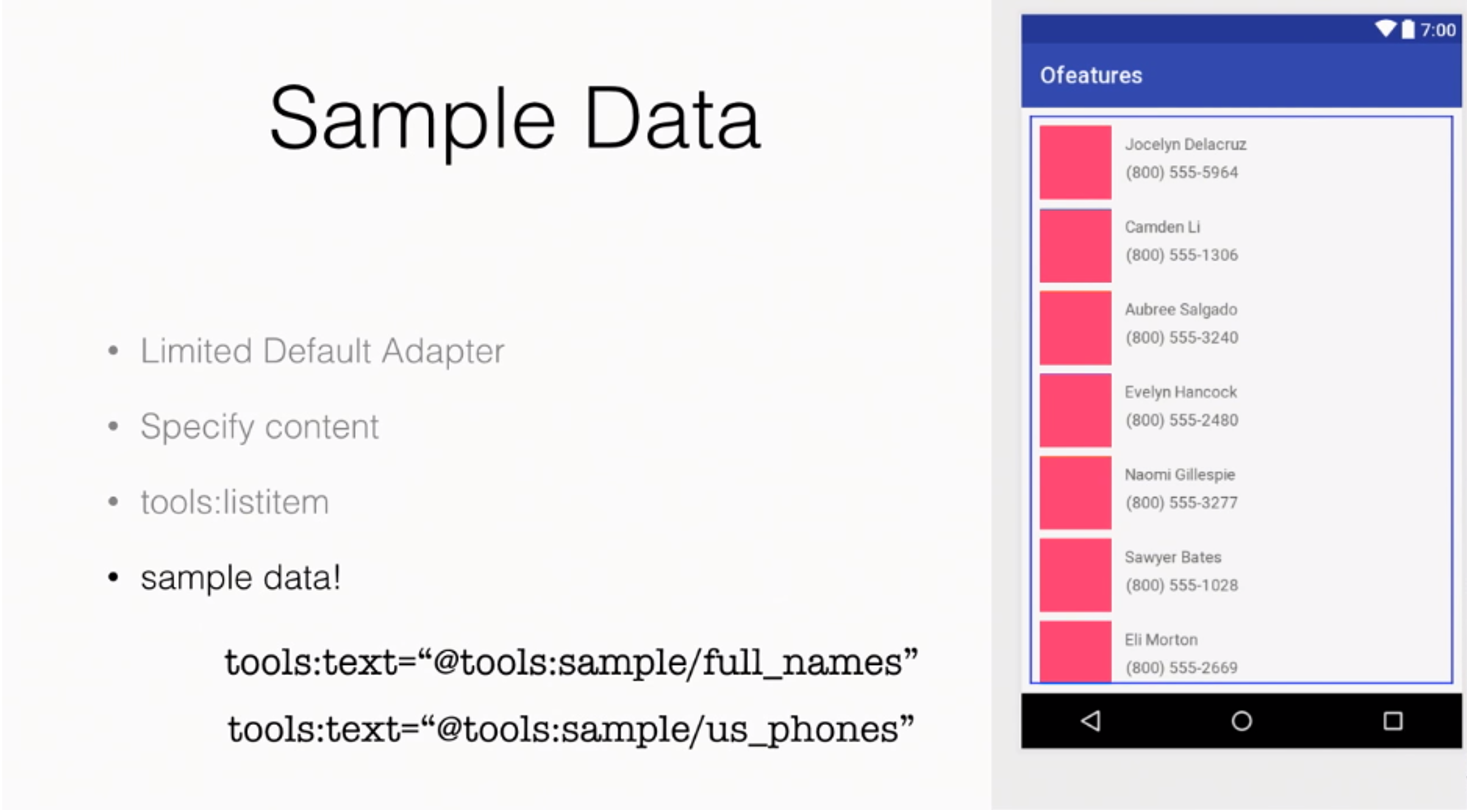 Sample Data
• Limited Default Adapter
• Specify content
• tools:listitem
• sample data!
tools:text=“@tools:sample/full_names”
tools:text=“@tools:sample/us_phones”
7:00
Ofeatures
Jocelyn Delacruz
(800) 555-5964
Camden Li
(800) 555-1306
Aubree Salgado
(800) 555-3240
Evelyn Hancock
(800) 555-2480
Naomi Gillespie
(800) 555-3277
Sawyer Bates
(800) 555-1028
Eli Morton
(800) 555-2669